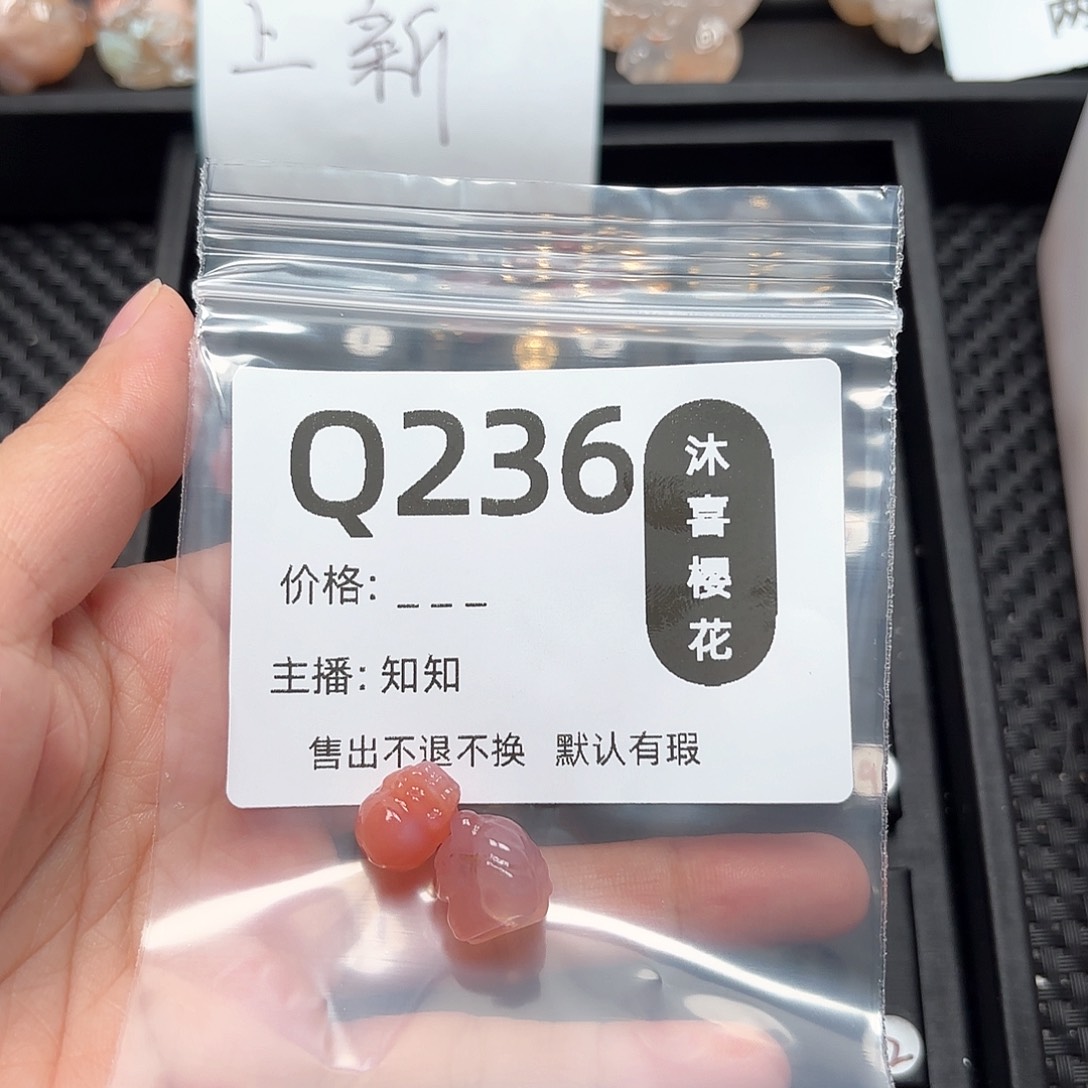 上新
Q236
沐喜樱花
价格: _ _ _
主播: 知知
售出不退不换 默认有瑕